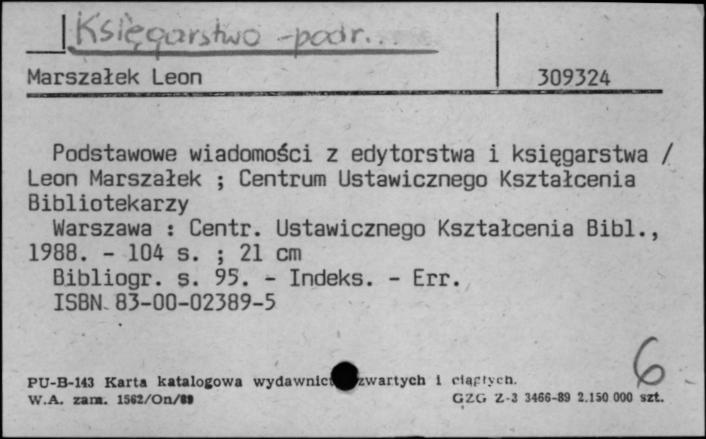 Księgarstwo -podr...
Marszałek Leon 309324
Podstawowe wiadomości z edytorstwa i księgarstwa /
Leon Marszałek ; Centrum Ustawicznego Kształcenia
Bibliotekarzy
Warszawa : Centr. Ustawicznego Kształcenia Bibl.,
1988. - 104 s. ; 21 cm
Bibliogr. s. 95. - Indeks. - Err.
ISBN 83-00-02389-5
6
PU-B-143 Karta katalogowa wydawnict zwartych i ciągłych.
W.A. zam. 1562/On/89 GZG Z-3 3466-89 2.150 000 szt.